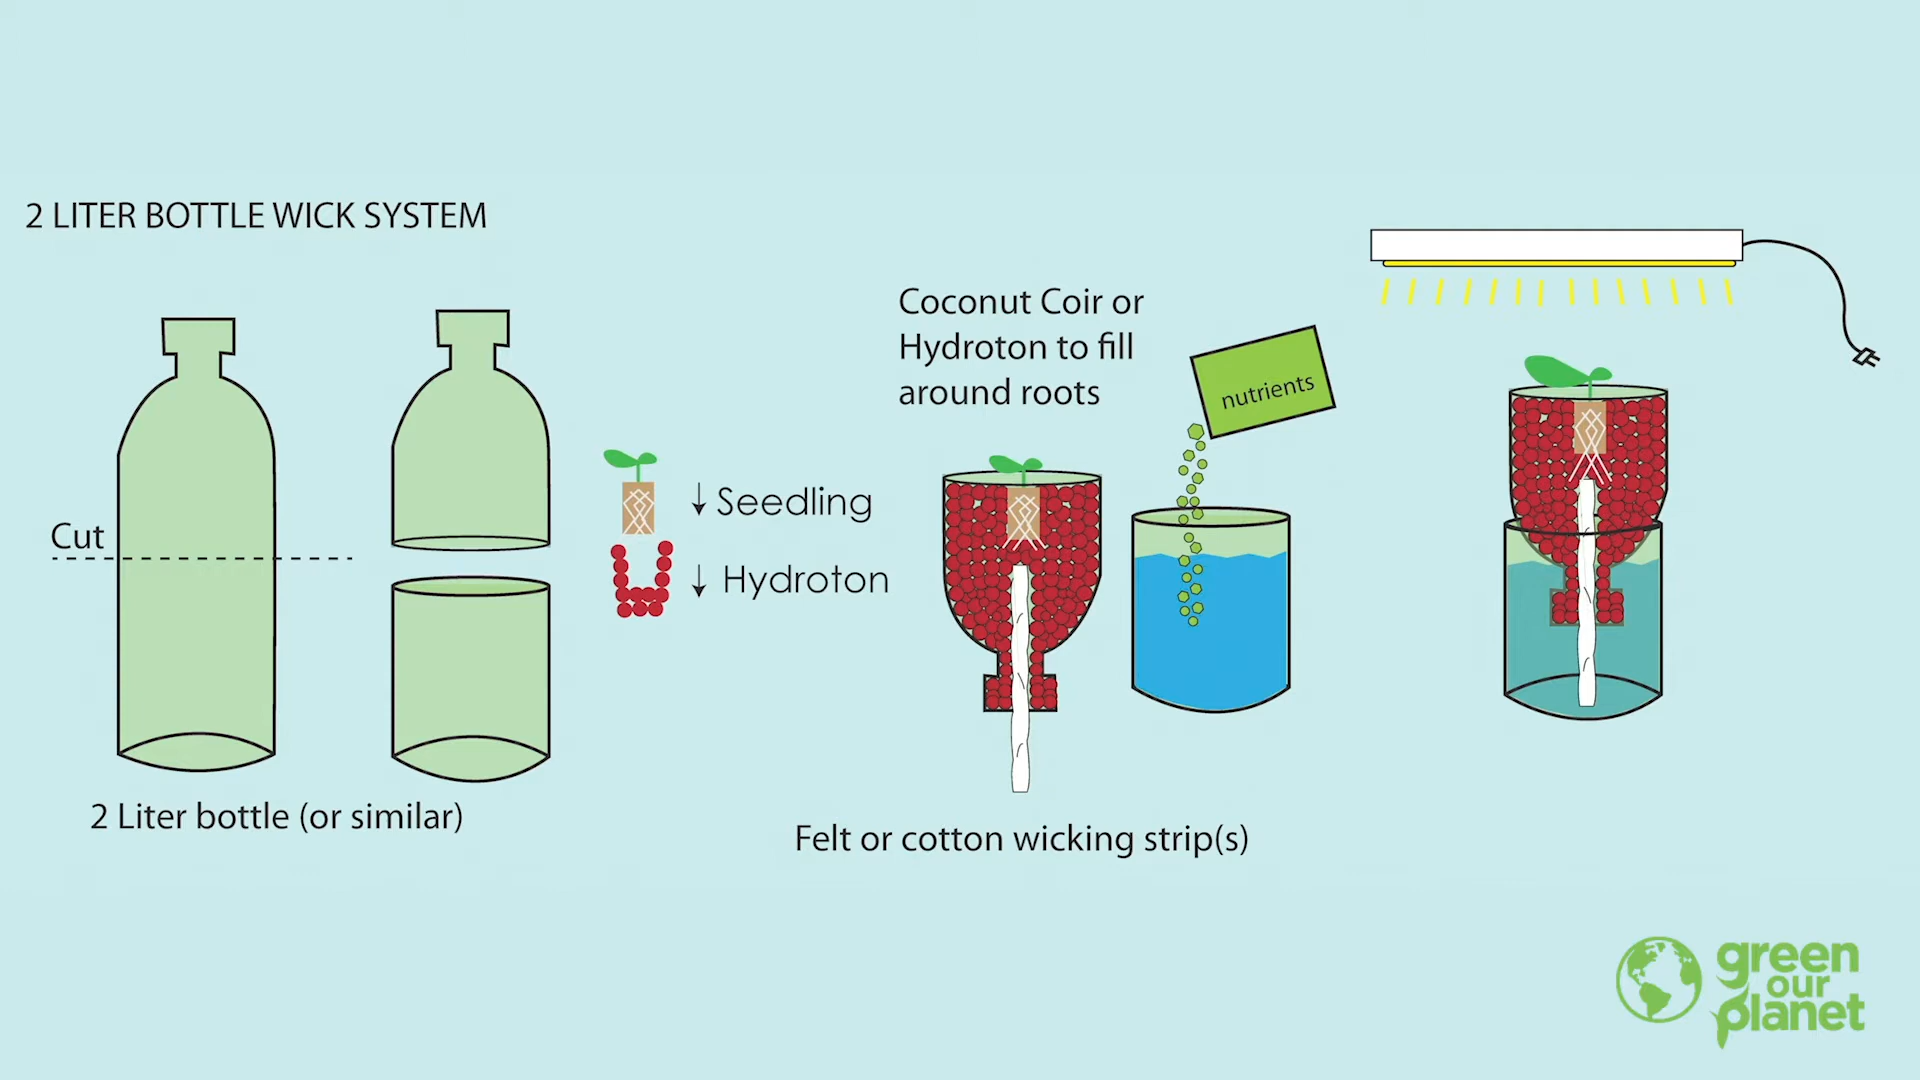 2 LITER BOTTLE WICK SYSTEM
Cut
2 Liter bottle (or similar)
↓ Seedling
↓ Hydroton
Coconut Coir or
Hydroton to fill
around roots
nutrients
Felt or cotton wicking strip(s)
green
our
planet